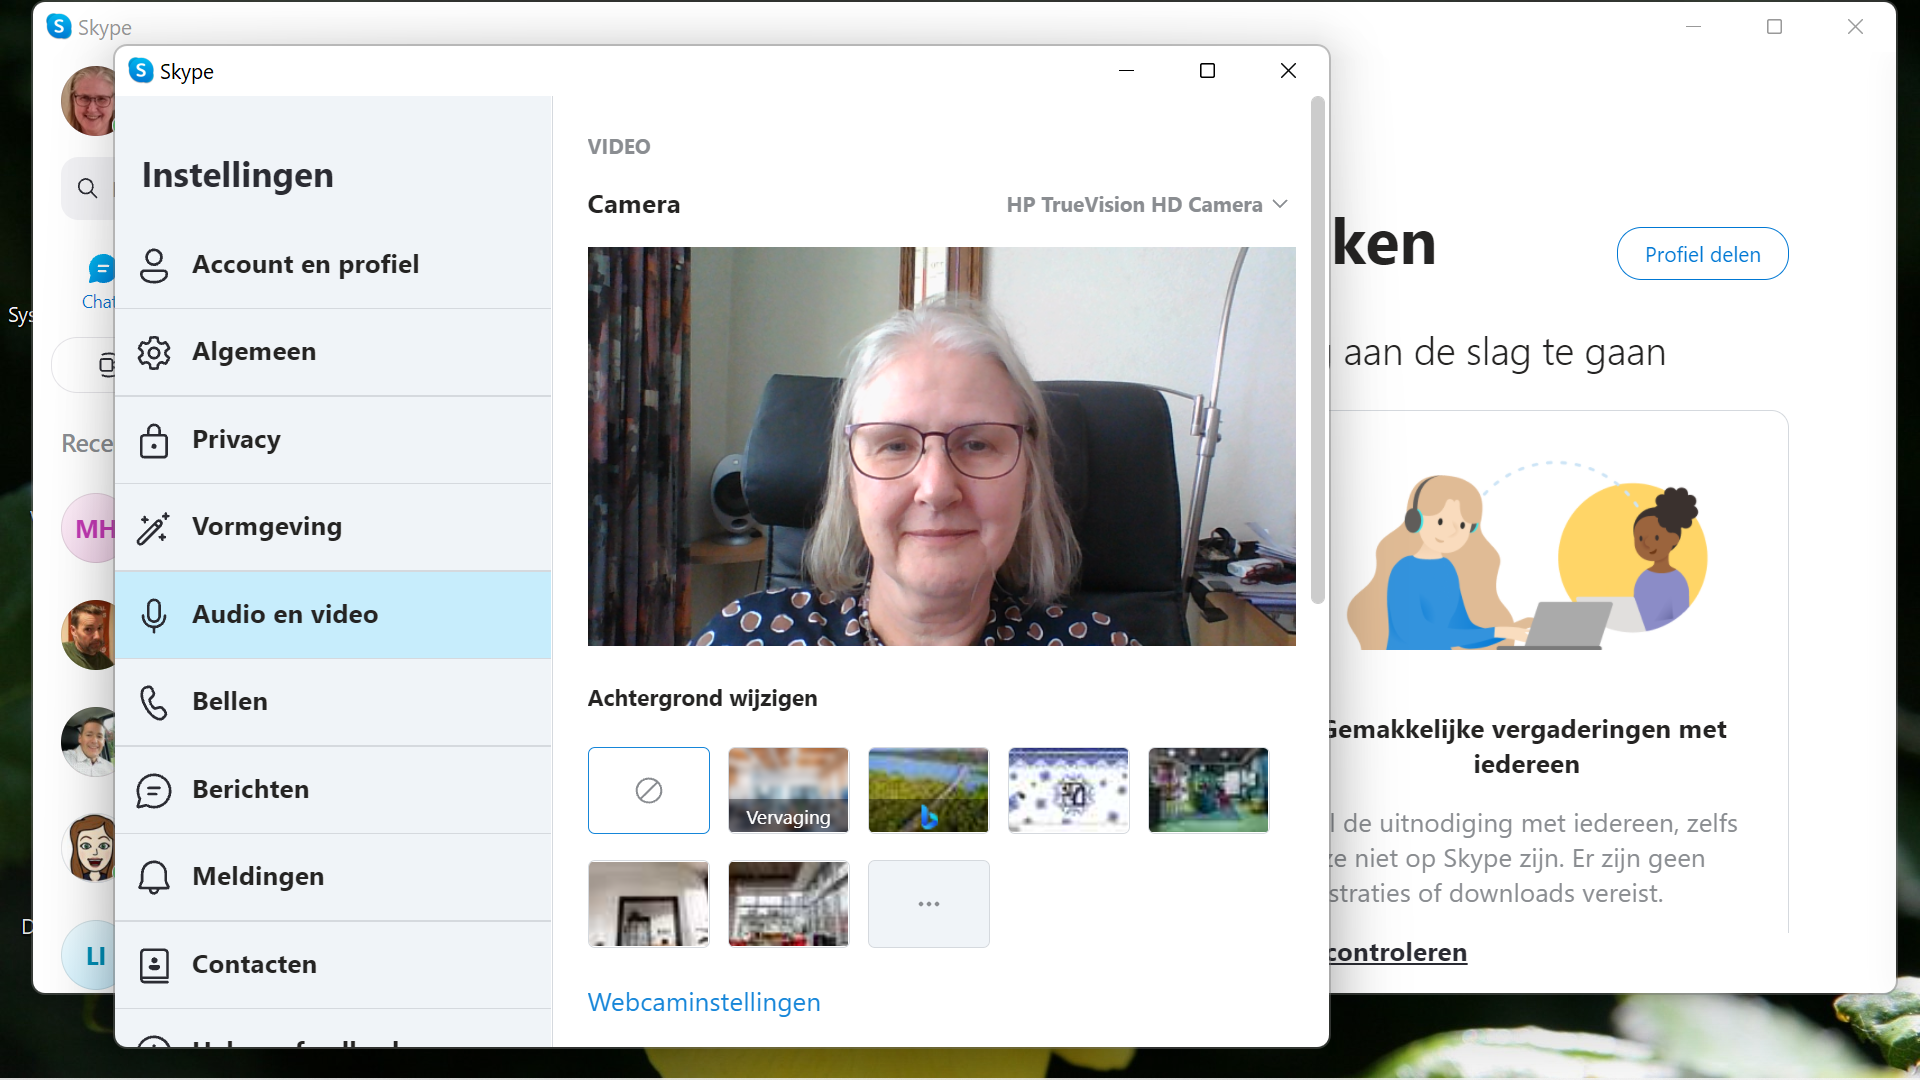 Skype
Skype
Instellingen
Account en profiel
Algemeen
Privacy
Vormgeving
Audio en video
Bellen
Berichten
Meldingen
Contacten
VIDEO
Camera
HP TrueVision HD Camera
Achtergrond wijzigen
Vervaging
Webcaminstellingen
Chat
Rece
MH
LI
Sys
D
ken
Profiel delen
aan de slag te gaan
Gemakkelijke vergaderingen met
iedereen
l de uitnodiging met iedereen, zelfs
ze niet op Skype zijn. Er zijn geen
straties of downloads vereist.
controleren